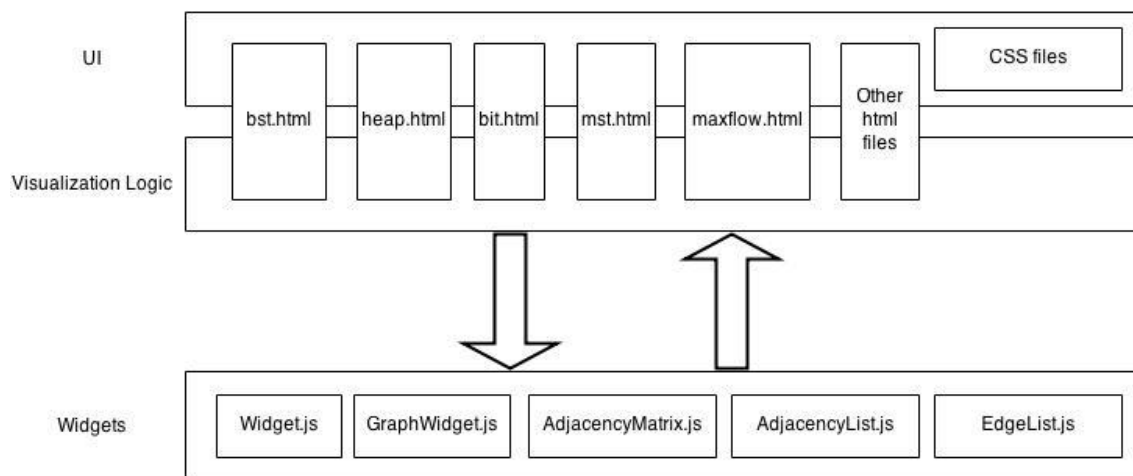 UI
CSS files
bst.html
heap.html
bit.html
mst.html
maxflow.html
Other
html
files
Visualization Logic
Widgets
Widget.js
GraphWidget.js
AdjacencyMatrix.js
AdjacencyList.js
EdgeList.js